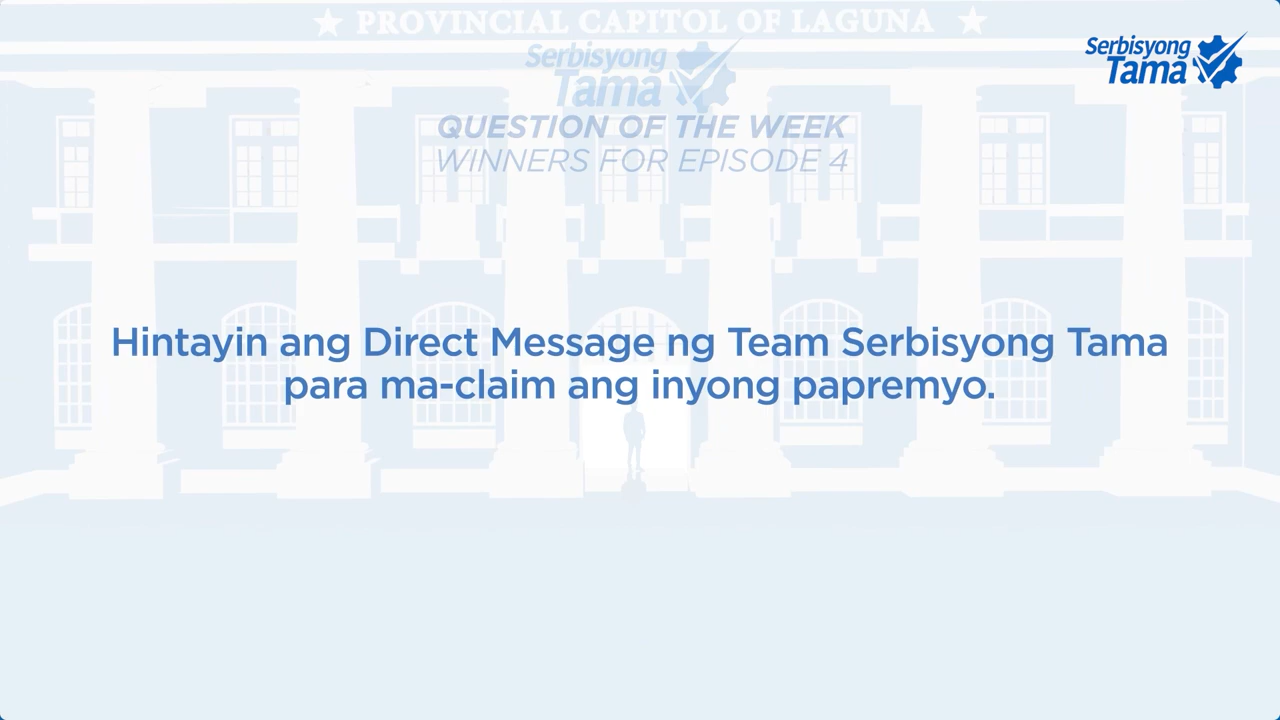 PROVINCIAL CAPITOL OF LAGUNA
Serbisyong
Tama
Serbisyong
Tama
QUESTION OF THE WEEK
WINNERS FOR EPISODE 4
Hintayin ang Direct Message ng Team Serbisyong Tama
para ma-claim ang inyong papremyo.